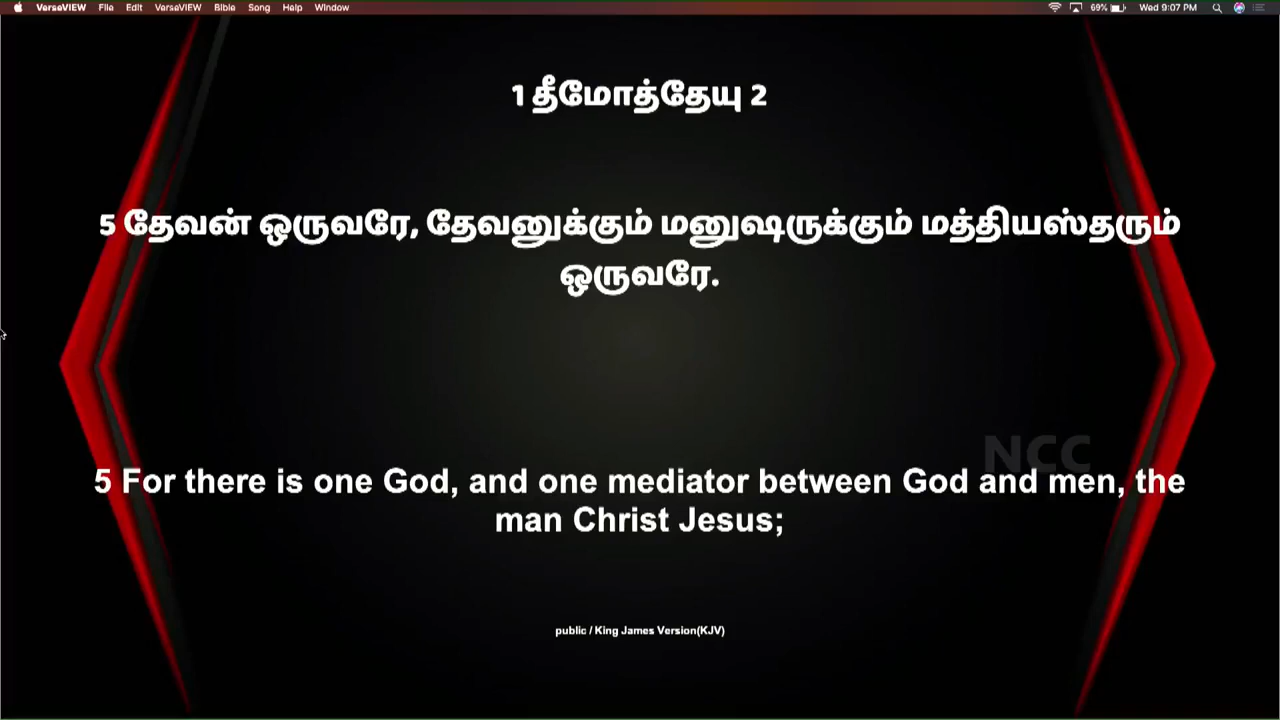 VerseVIEW File Edit VerseVIEW Bible Song Help Window 69% Wed 9:07 PM
1 தீமோத்தேயு 2
5 தேவன் ஒருவரே, தேவனுக்கும் மனுஷருக்கும் மத்தியஸ்தரும்
ஒருவரே.
NCC
5 For there is one God, and one mediator between God and men, the
man Christ Jesus;
public / King James Version(KJV)